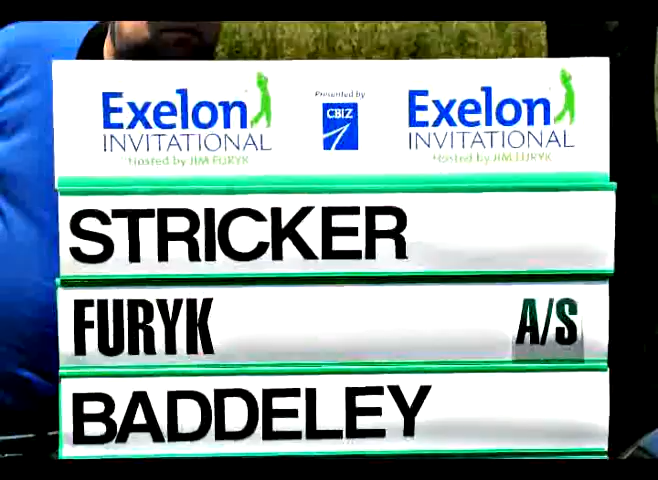 Exelon
INVITATIONAL
Hosted by JIM FURYK
Presented by
CBIZ
Exelon
INVITATIONAL
Hosted by JIM FURYK
STRICKER
FURYK A/S
BADDELEY